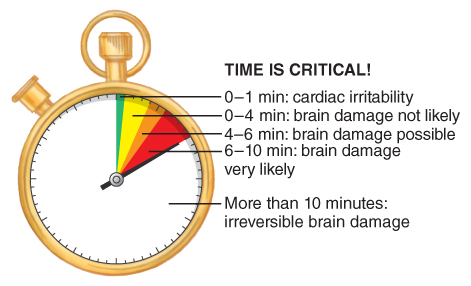 TIME IS CRITICAL!
0–1 min: cardiac irritability
0–4 min: brain damage not likely
4–6 min: brain damage possible
6–10 min: brain damage
very likely
More than 10 minutes:
irreversible brain damage